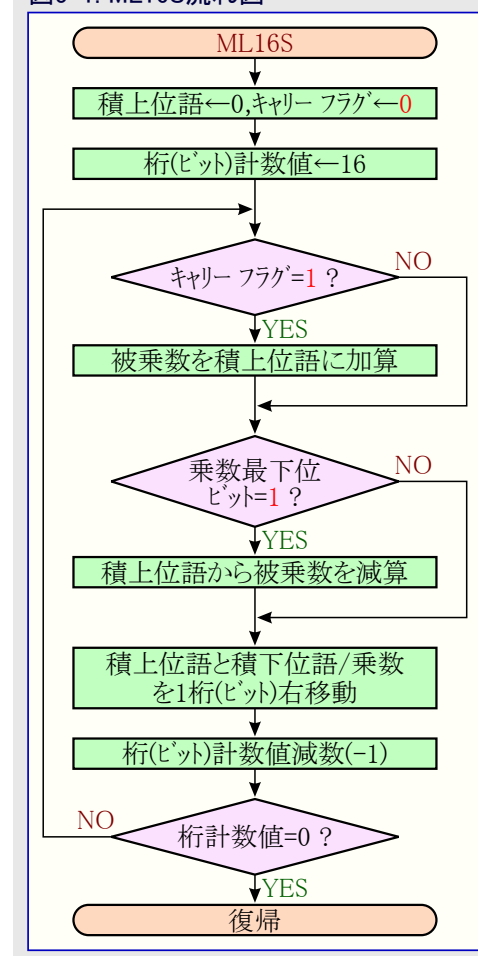 図5-1. ML16S流れ図
ML16S
積上位語←0,キャリー フラグ←0
桁(ビット)計数値←16
キャリー フラグ=1 ?
NO
YES
被乗数を積上位語に加算
乗数最下位
ビット=1 ?
NO
YES
積上位語から被乗数を減算
積上位語と積下位語/乗数
を1桁(ビット)右移動
桁(ビット)計数値減数(-1)
NO
桁計数値=0 ?
YES
復帰